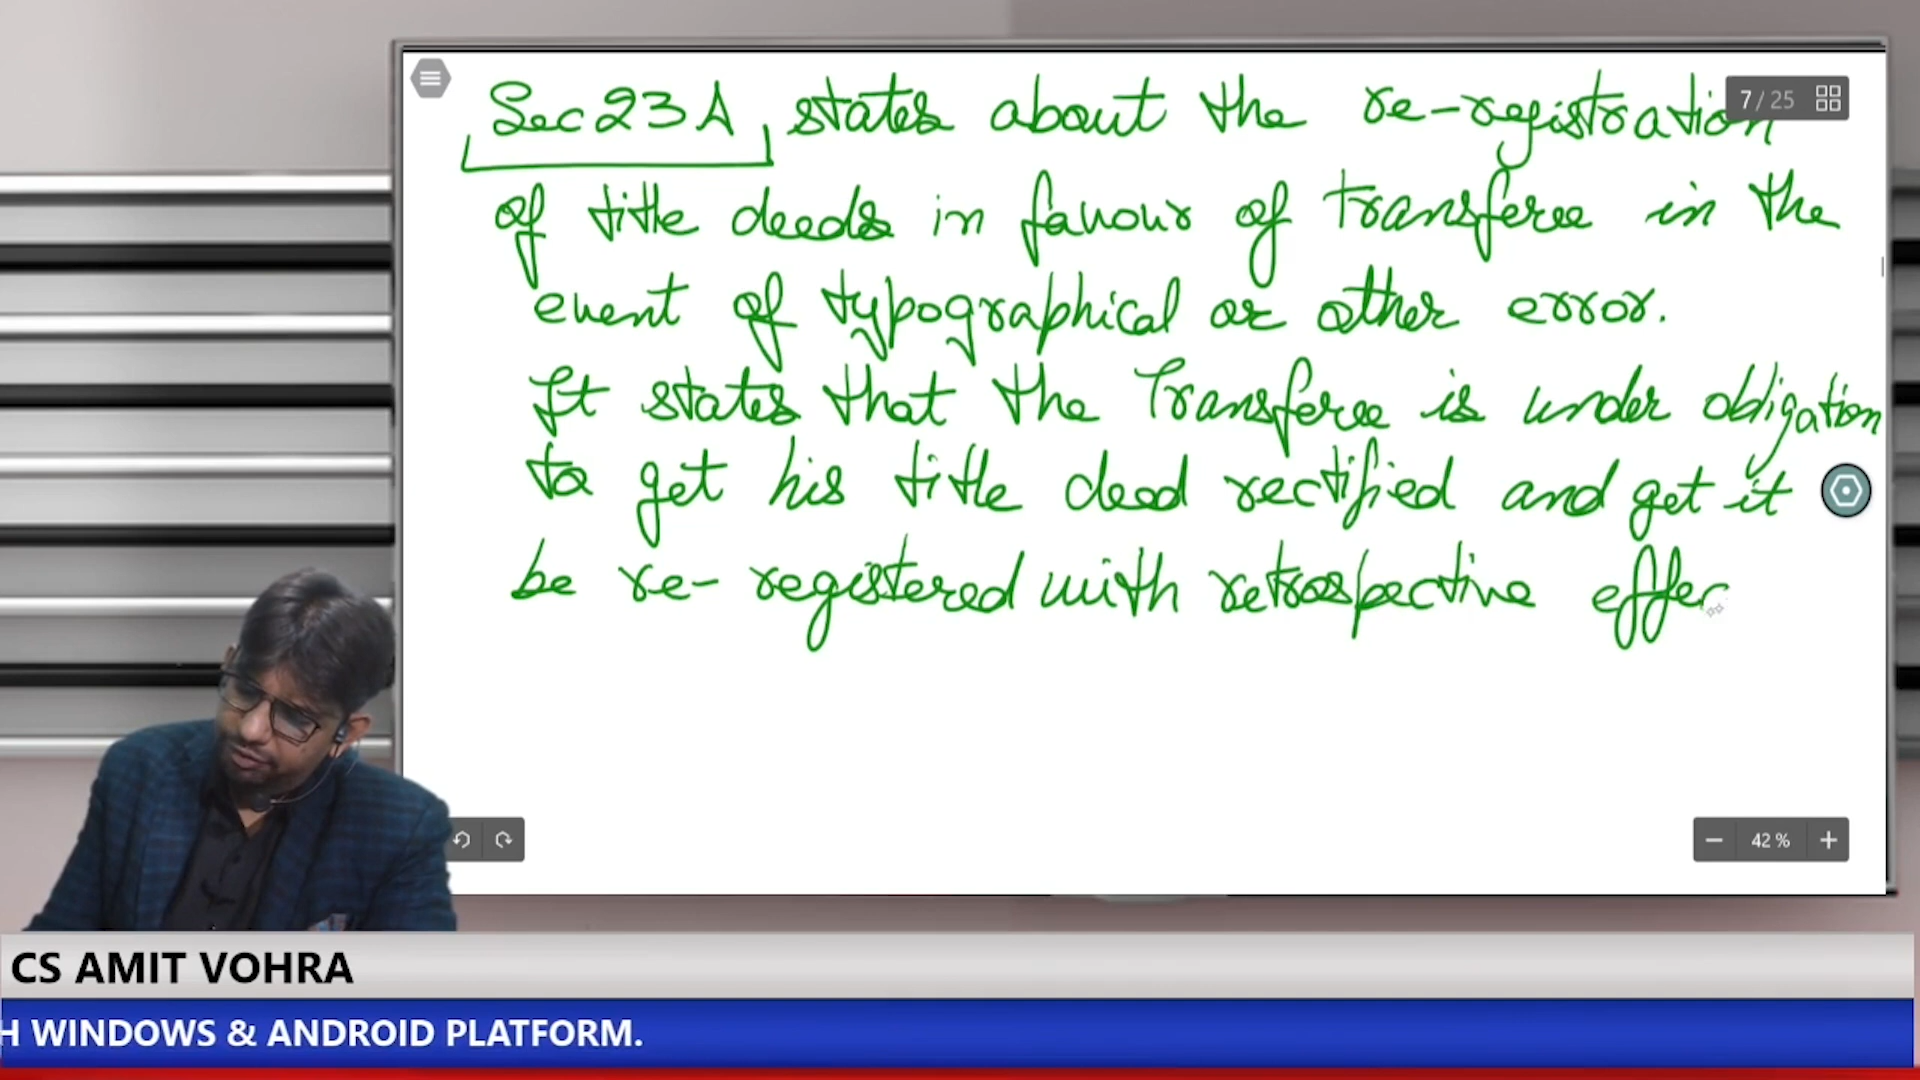 Sec 23A states about the re-registration
7 / 25
of title deeds in favour of transferee in the
event of typographical or other error.
It states that the Transferee is under obligation
to get his title deed rectified and get it
be re-registered with retrospective effec
42 %
CS AMIT VOHRA
H WINDOWS & ANDROID PLATFORM.